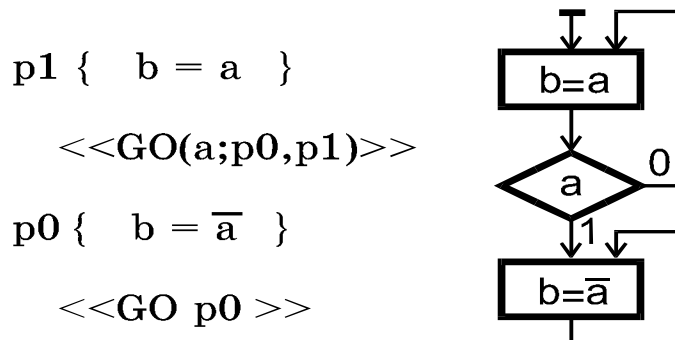 p1 { b = a }
<<GO(a;p0,p1)>>
p0 { b = a̅ }
<<GO p0 >>
b=a
a
0
1
b=a̅